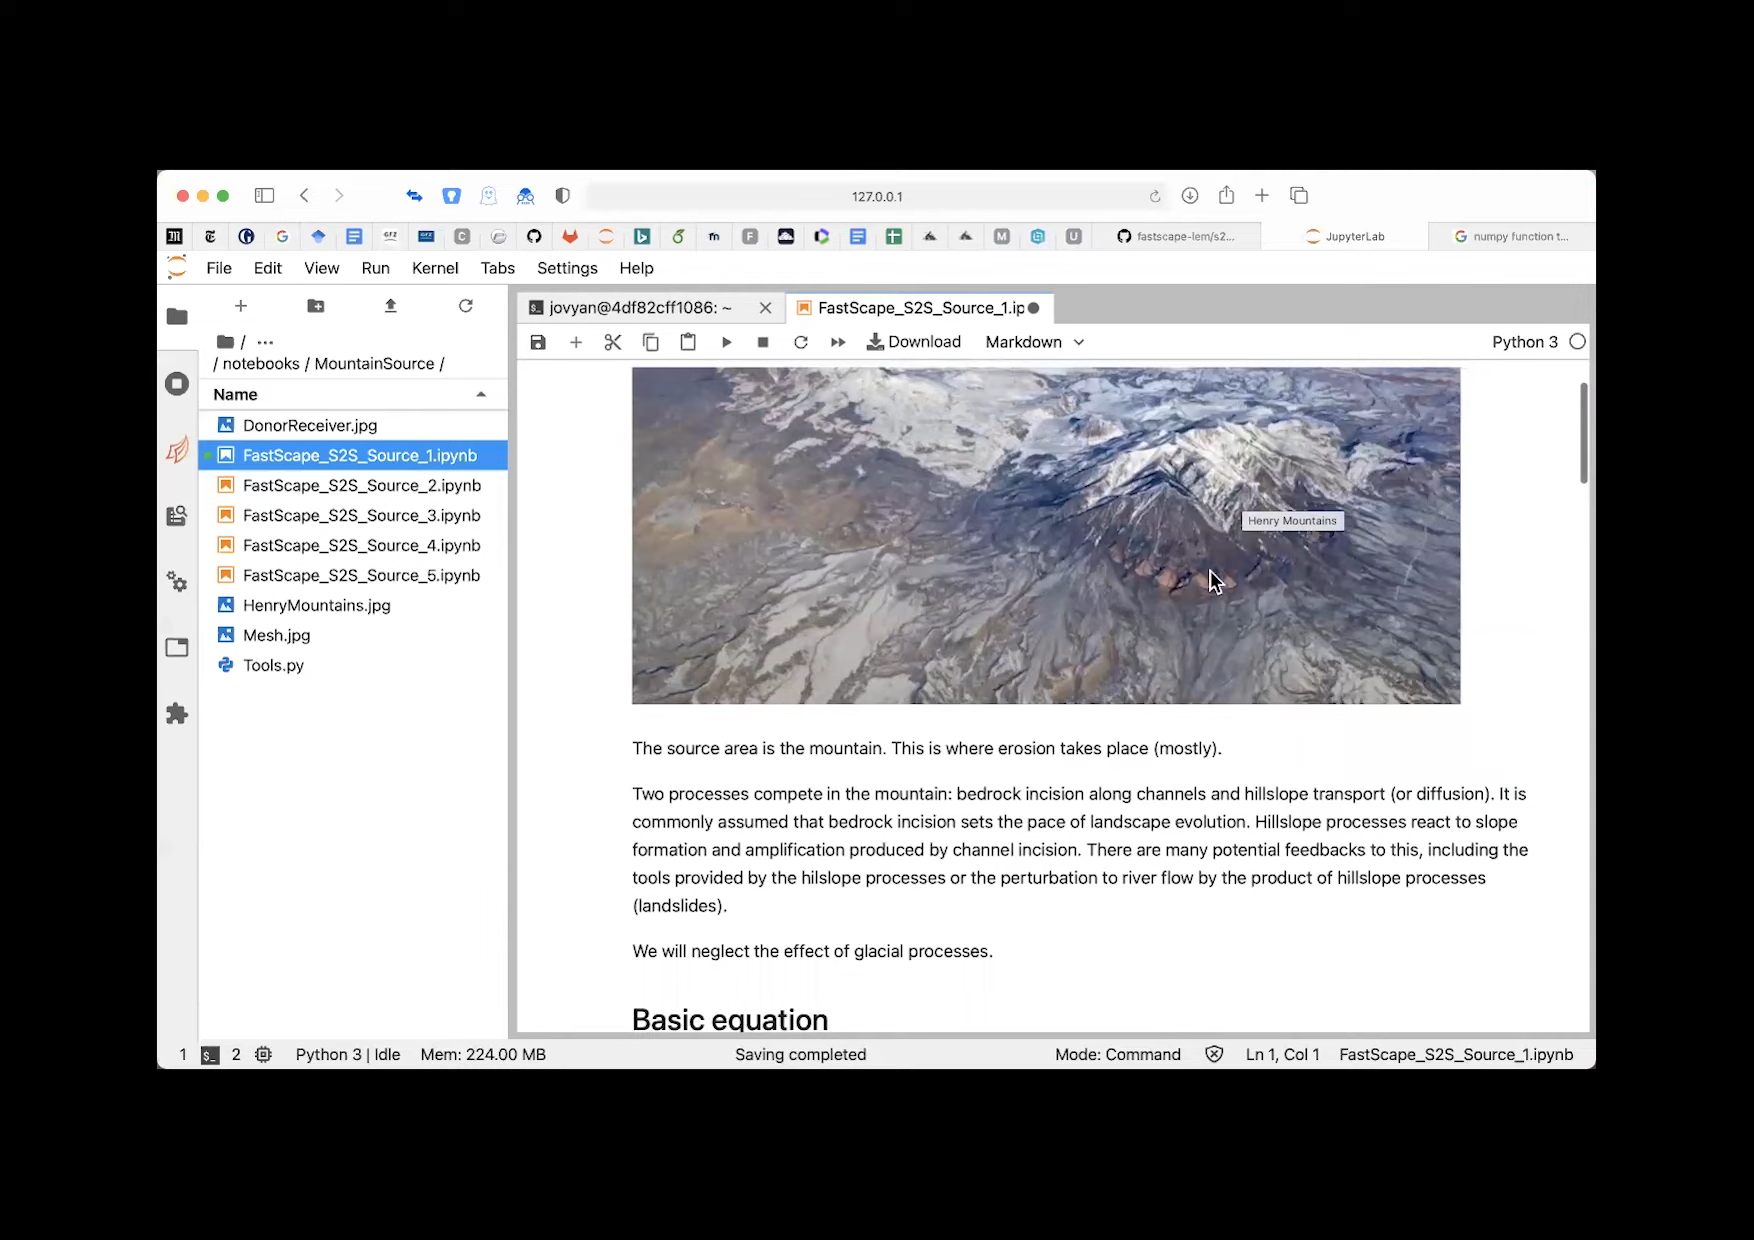 127.0.0.1
fastscape-lem/s2...
JupyterLab
numpy function t...
File Edit View Run Kernel Tabs Settings Help
jovyan@4df82cff1086: ~
FastScape_S2S_Source_1.ip
/ ...
/ notebooks / MountainSource /
Download
Markdown
Python 3
Name
DonorReceiver.jpg
FastScape_S2S_Source_1.ipynb
FastScape_S2S_Source_2.ipynb
FastScape_S2S_Source_3.ipynb
FastScape_S2S_Source_4.ipynb
FastScape_S2S_Source_5.ipynb
HenryMountains.jpg
Mesh.jpg
Tools.py
Henry Mountains
The source area is the mountain. This is where erosion takes place (mostly).
Two processes compete in the mountain: bedrock incision along channels and hillslope transport (or diffusion). It is
commonly assumed that bedrock incision sets the pace of landscape evolution. Hillslope processes react to slope
formation and amplification produced by channel incision. There are many potential feedbacks to this, including the
tools provided by the hilslope processes or the perturbation to river flow by the product of hillslope processes
(landslides).
We will neglect the effect of glacial processes.
Basic equation
1 2 Python 3 | Idle Mem: 224.00 MB Saving completed Mode: Command Ln 1, Col 1 FastScape_S2S_Source_1.ipynb